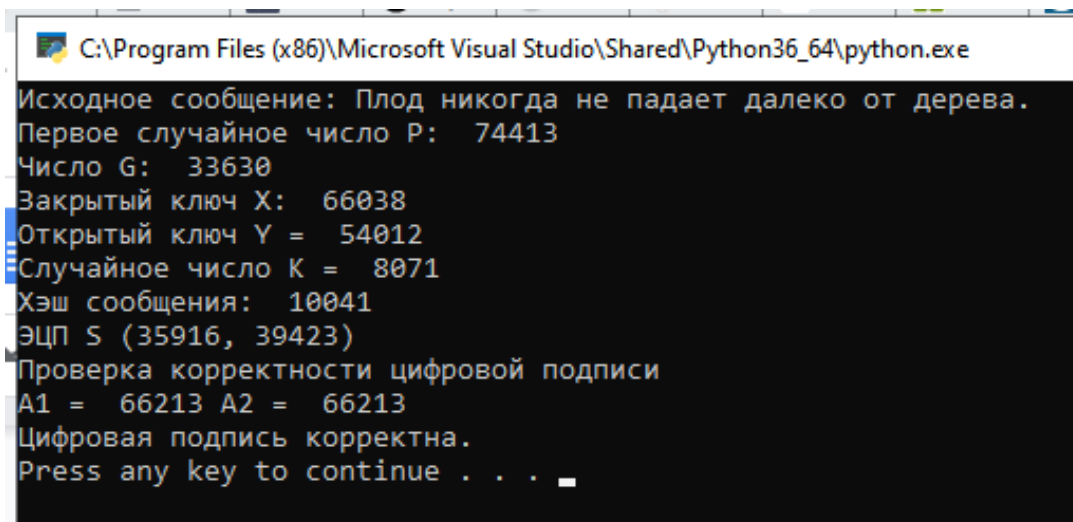 C:\Program Files (x86)\Microsoft Visual Studio\Shared\Python36_64\python.exe
Исходное сообщение: Плод никогда не падает далеко от дерева.
Первое случайное число P:  74413
Число G:  33630
Закрытый ключ X:  66038
Открытый ключ Y =  54012
Случайное число K =  8071
Хэш сообщения:  10041
ЭЦП S (35916, 39423)
Проверка корректности цифровой подписи
A1 =  66213 A2 =  66213
Цифровая подпись корректна.
Press any key to continue . . .